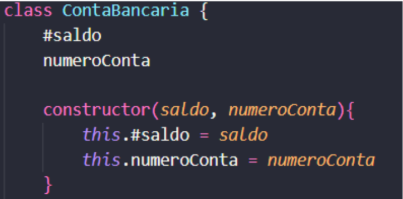 class ContaBancaria {
#saldo
numeroConta
constructor(saldo, numeroConta){
this.#saldo = saldo
this.numeroConta = numeroConta
}